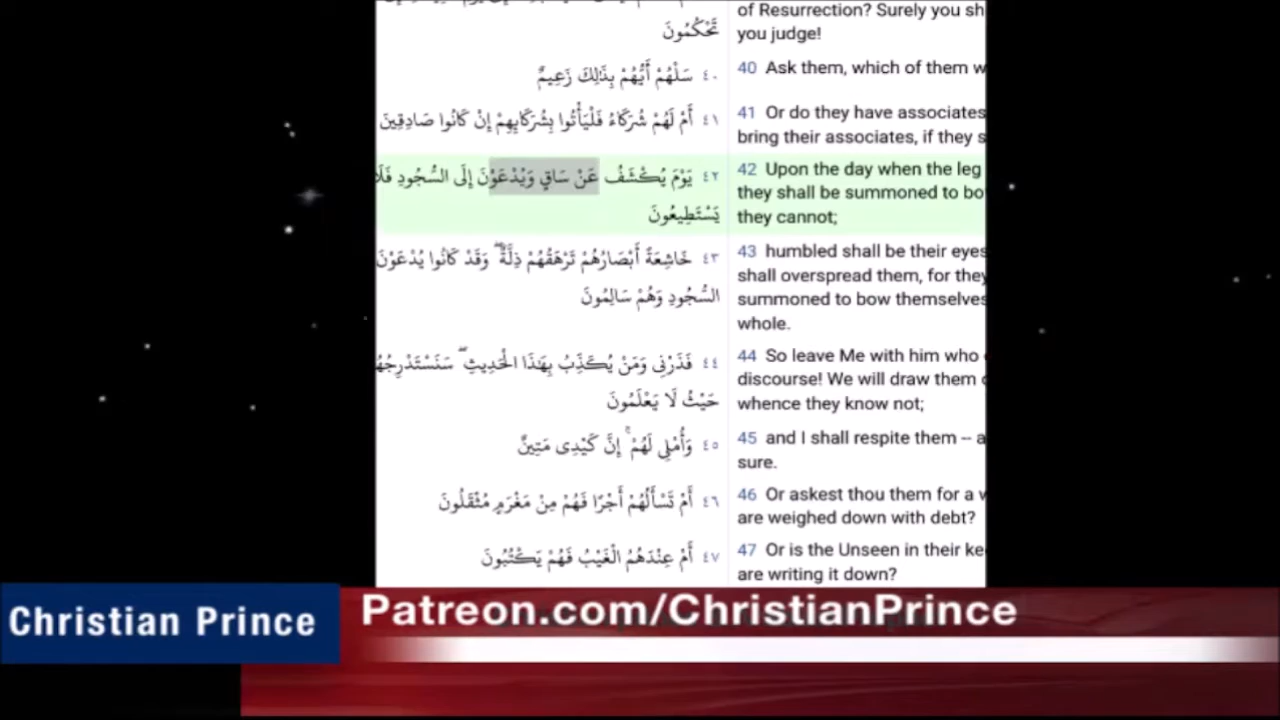 of Resurrection? Surely you sh
تَحْكُمُونَ
you judge!
٤٠ سَلْهُمْ أَيُّهُمْ بِذَٰلِكَ زَعِيمٌ
40 Ask them, which of them w
٤١ أَمْ لَهُمْ شُرَكَاءُ فَلْيَأْتُوا بِشُرَكَائِهِمْ إِنْ كَانُوا صَادِقِينَ
41 Or do they have associates
bring their associates, if they s
٤٢ يَوْمَ يُكْشَفُ عَنْ سَاقٍ وَيُدْعَوْنَ إِلَى السُّجُودِ فَلَا
يَسْتَطِيعُونَ
42 Upon the day when the leg
they shall be summoned to bo
they cannot;
٤٣ خَاشِعَةً أَبْصَارُهُمْ تَرْهَقُهُمْ ذِلَّةٌ ۖ وَقَدْ كَانُوا يُدْعَوْنَ
السُّجُودِ وَهُمْ سَالِمُونَ
43 humbled shall be their eyes
shall overspread them, for they
summoned to bow themselves
whole.
٤٤ فَذَرْنِي وَمَنْ يُكَذِّبُ بِهَٰذَا الْحَدِيثِ ۖ سَنَسْتَدْرِجُهُ
حَيْثُ لَا يَعْلَمُونَ
44 So leave Me with him who
discourse! We will draw them
whence they know not;
٤٥ وَأُمْلِي لَهُمْ ۚ إِنَّ كَيْدِي مَتِينٌ
45 and I shall respite them -- a
sure.
٤٦ أَمْ تَسْأَلُهُمْ أَجْرًا فَهُمْ مِنْ مَغْرَمٍ مُثْقَلُونَ
46 Or askest thou them for a w
are weighed down with debt?
٤٧ أَمْ عِنْدَهُمُ الْغَيْبُ فَهُمْ يَكْتُبُونَ
47 Or is the Unseen in their ke
are writing it down?
Christian Prince
Patreon.com/ChristianPrince